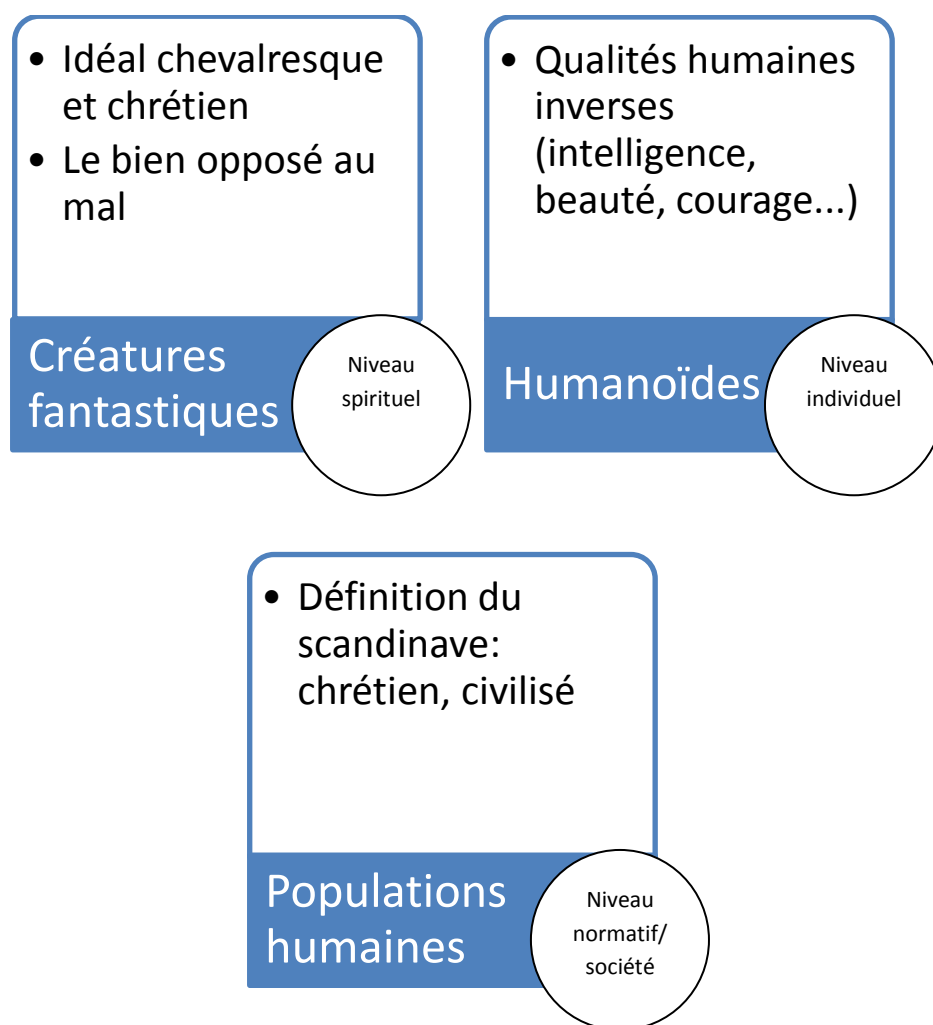 • Idéal chevalresque
et chrétien
• Le bien opposé au
mal
Créatures
fantastiques
Niveau
spirituel
• Qualités humaines
inverses
(intelligence,
beauté, courage...)
Humanoïdes
Niveau
individuel
• Définition du
scandinave:
chrétien, civilisé
Populations
humaines
Niveau
normatif/
société